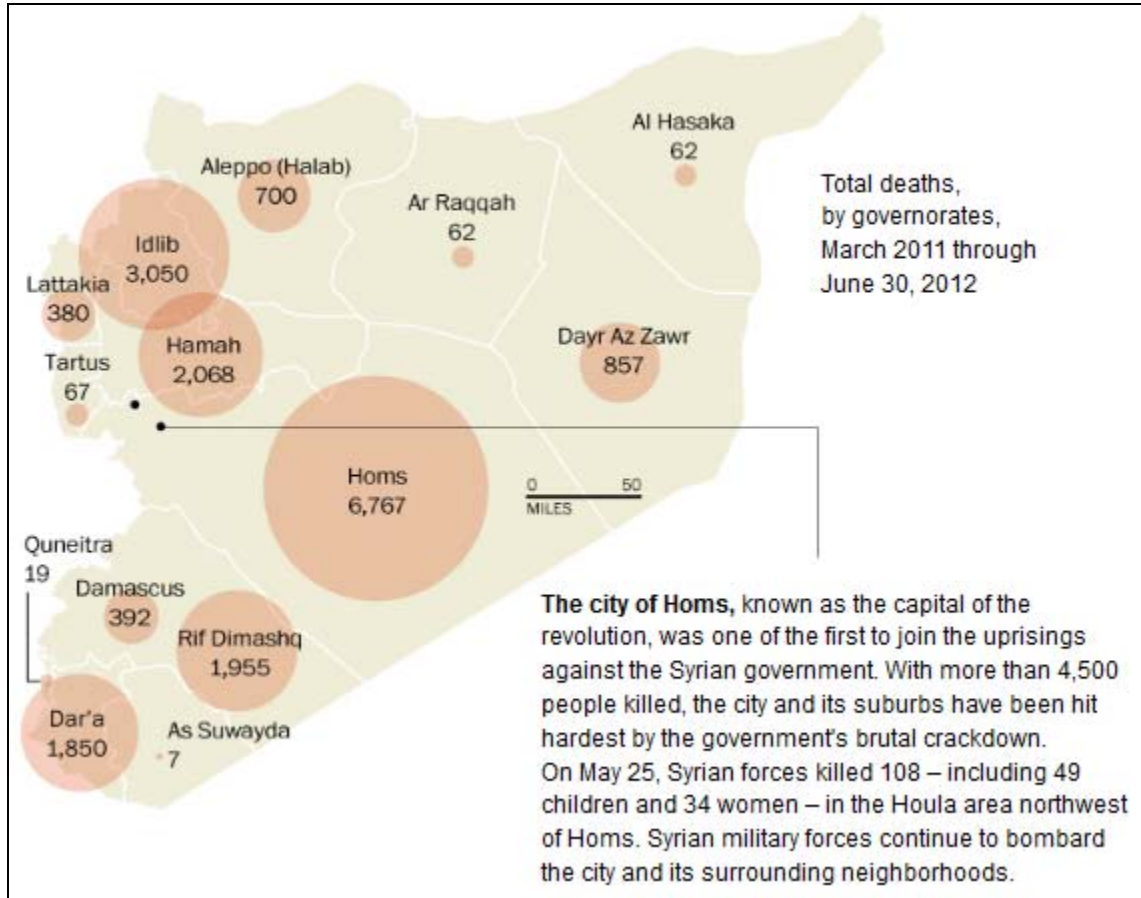 Al Hasaka
62
Aleppo (Halab)
700
Ar Raqqah
62
Total deaths,
by governorates,
March 2011 through
June 30, 2012
Idlib
3,050
Lattakia
380
Hamah
2,068
Dayr Az Zawr
857
Tartus
67
Homs
6,767
0 50
MILES
Quneitra
19
Damascus
392
Rif Dimashq
1,955
Dar'a
1,850
As Suwayda
7
The city of Homs, known as the capital of the
revolution, was one of the first to join the uprisings
against the Syrian government. With more than 4,500
people killed, the city and its suburbs have been hit
hardest by the government's brutal crackdown.
On May 25, Syrian forces killed 108 – including 49
children and 34 women – in the Houla area northwest
of Homs. Syrian military forces continue to bombard
the city and its surrounding neighborhoods.